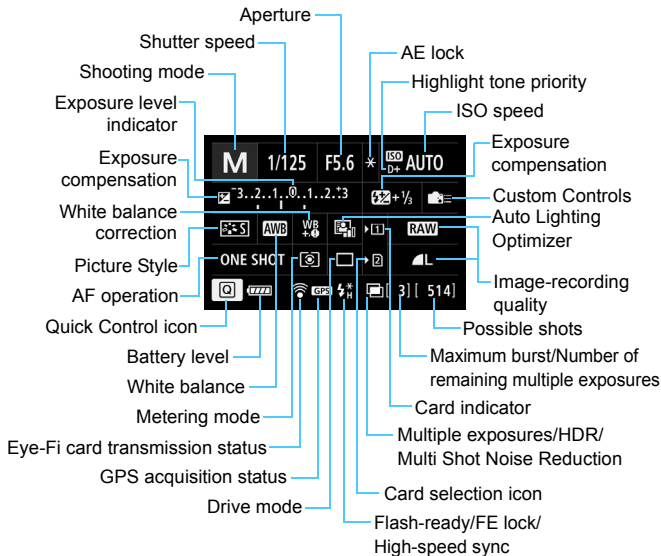 Aperture
Shutter speed
Shooting mode
Exposure level
indicator
Exposure
compensation
White balance
correction
Picture Style
AF operation
Quick Control icon
Battery level
White balance
Metering mode
Eye-Fi card transmission status
GPS acquisition status
Drive mode
AE lock
Highlight tone priority
ISO speed
Exposure
compensation
Custom Controls
Auto Lighting
Optimizer
Image-recording
quality
Possible shots
Maximum burst/Number of
remaining multiple exposures
Card indicator
Multiple exposures/HDR/
Multi Shot Noise Reduction
Card selection icon
Flash-ready/FE lock/
High-speed sync
M 1/125 F5.6 * ISO D+ AUTO
-3..2..1..0..1..2..+3 +1/3
S AWB WB +/- 1 RAW
ONE SHOT 2 L
Q GPS H [ 3] [ 514]